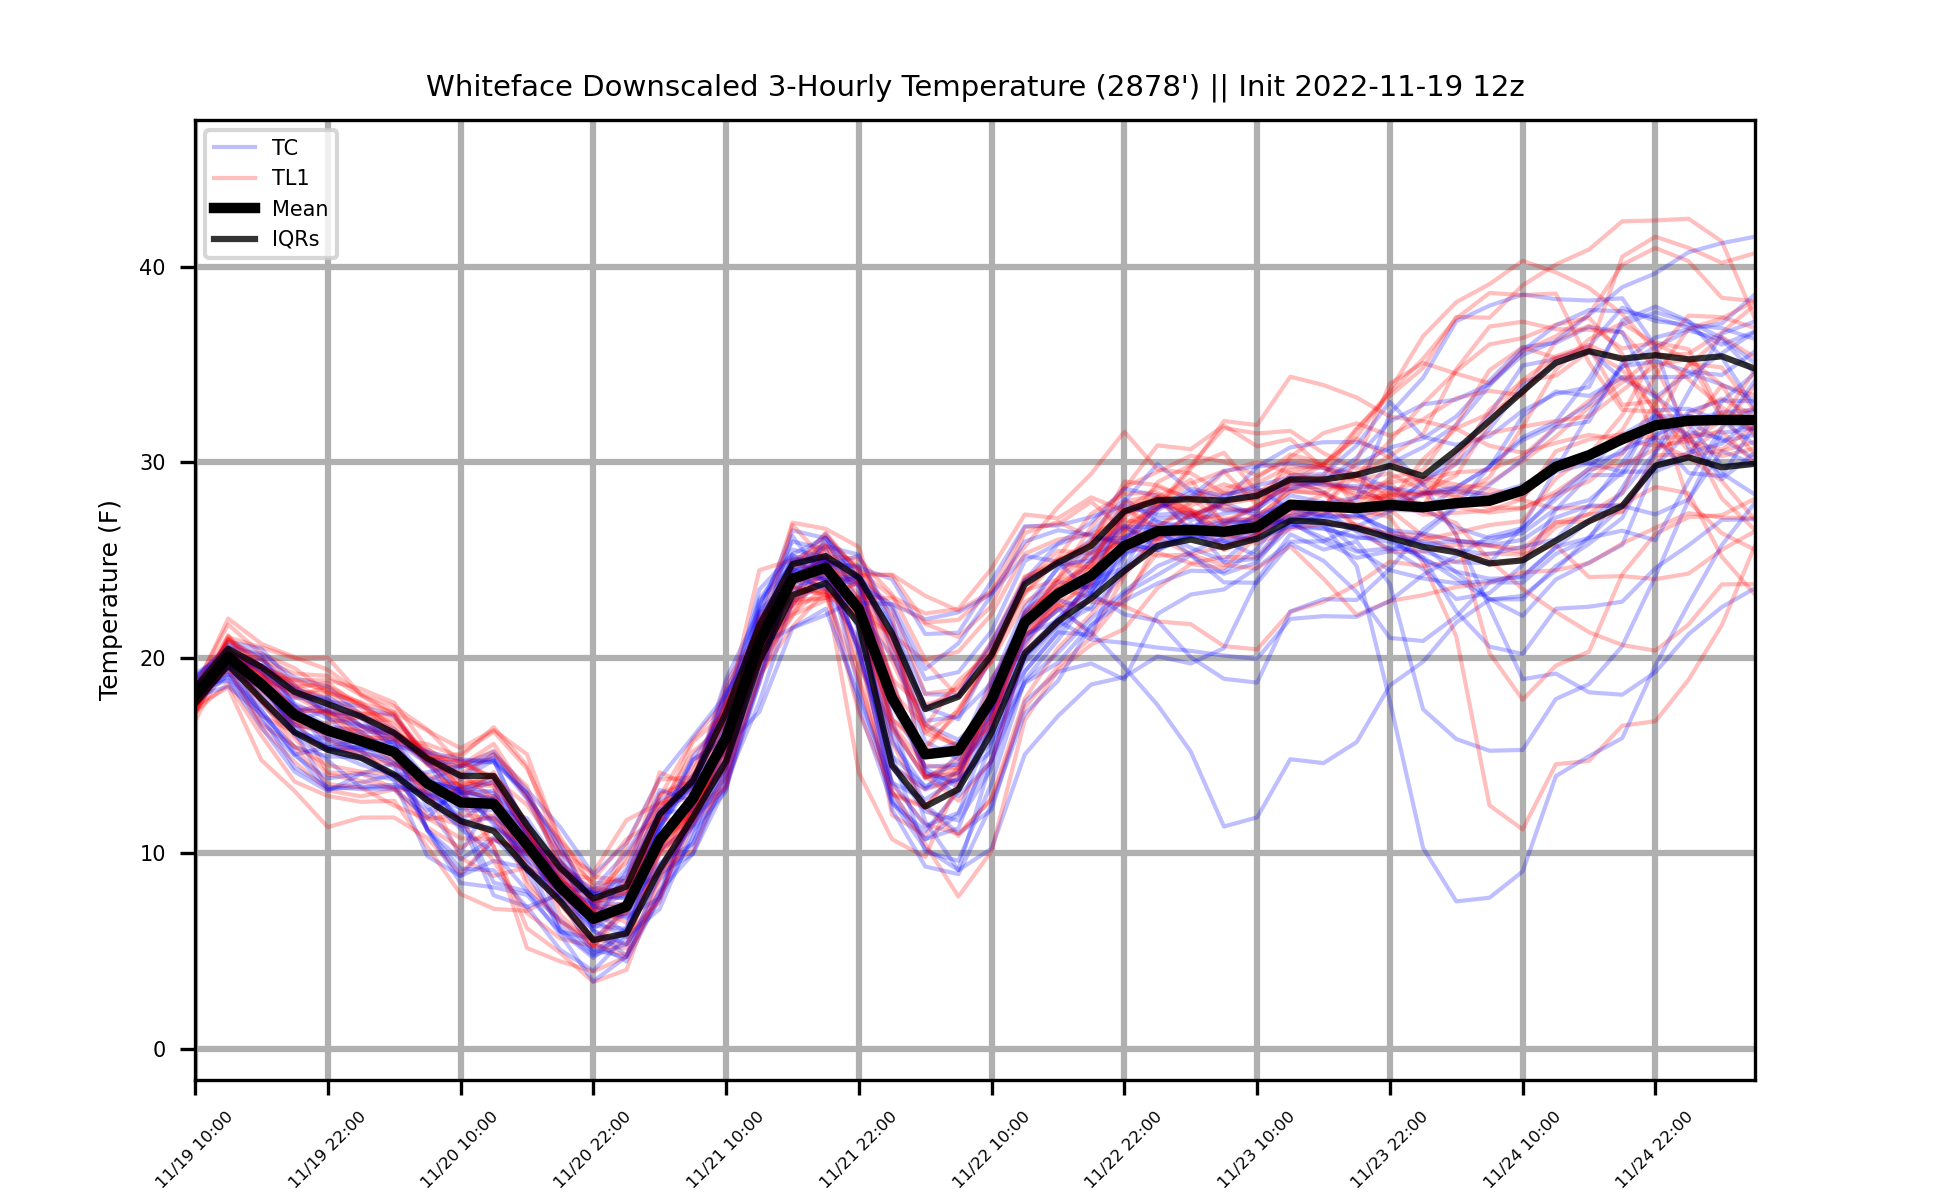 Whiteface Downscaled 3-Hourly Temperature (2878') || Init 2022-11-19 12z
TC
TL1
Mean
IQRs
Temperature (F)
40
30
20
10
0
11/19 10:00
11/19 22:00
11/20 10:00
11/20 22:00
11/21 10:00
11/21 22:00
11/22 10:00
11/22 22:00
11/23 10:00
11/23 22:00
11/24 10:00
11/24 22:00